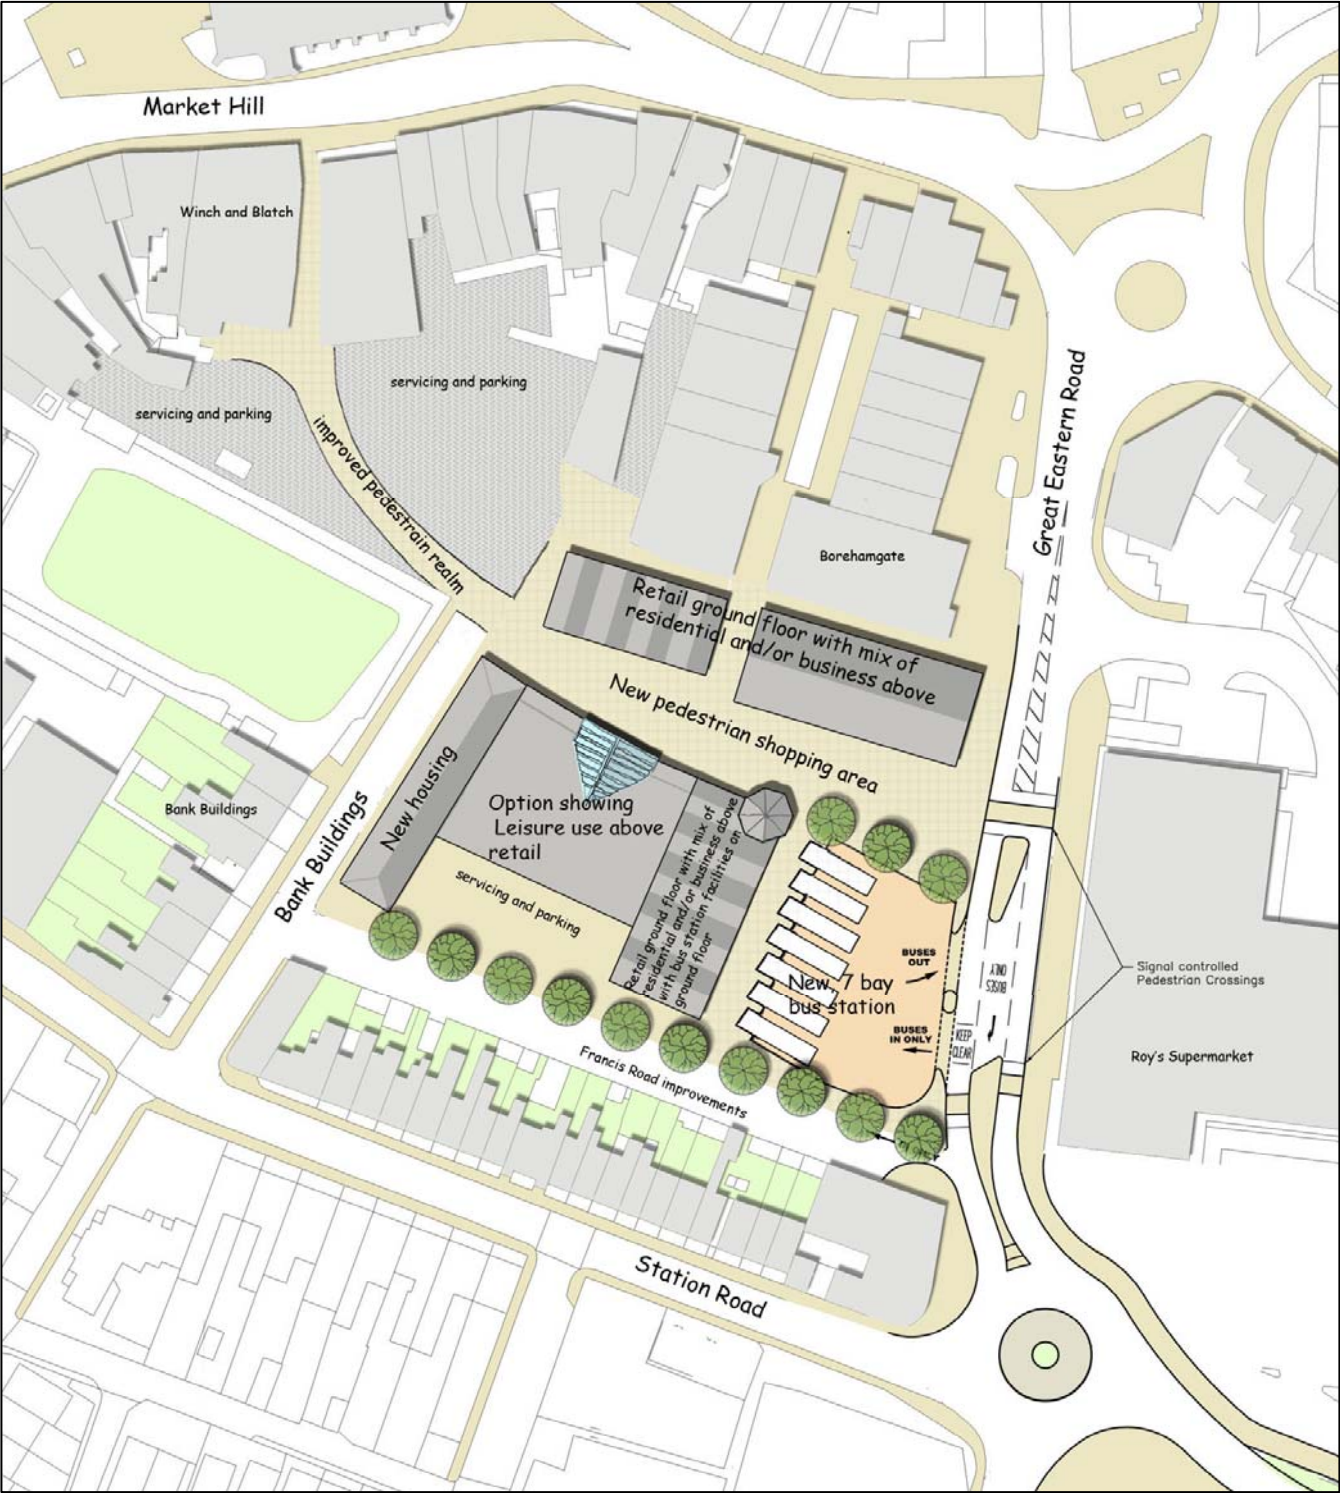 Market Hill
Winch and Blatch
servicing and parking
servicing and parking
improved pedestrain realm
Great Eastern Road
Borehamgate
Retail ground floor with mix of
residential and/or business above
New pedestrian shopping area
New housing
Option showing
Leisure use above
retail
servicing and parking
Retail ground floor with mix of
residential and/or business above
with bus station facilities on
ground floor
Bank Buildings
Bank Buildings
New 7 bay
bus station
BUSES
OUT
BUSES
IN ONLY
BUSES
ONLY
KEEP
CLEAR
Signal controlled
Pedestrian Crossings
Roy's Supermarket
Francis Road improvements
Station Road